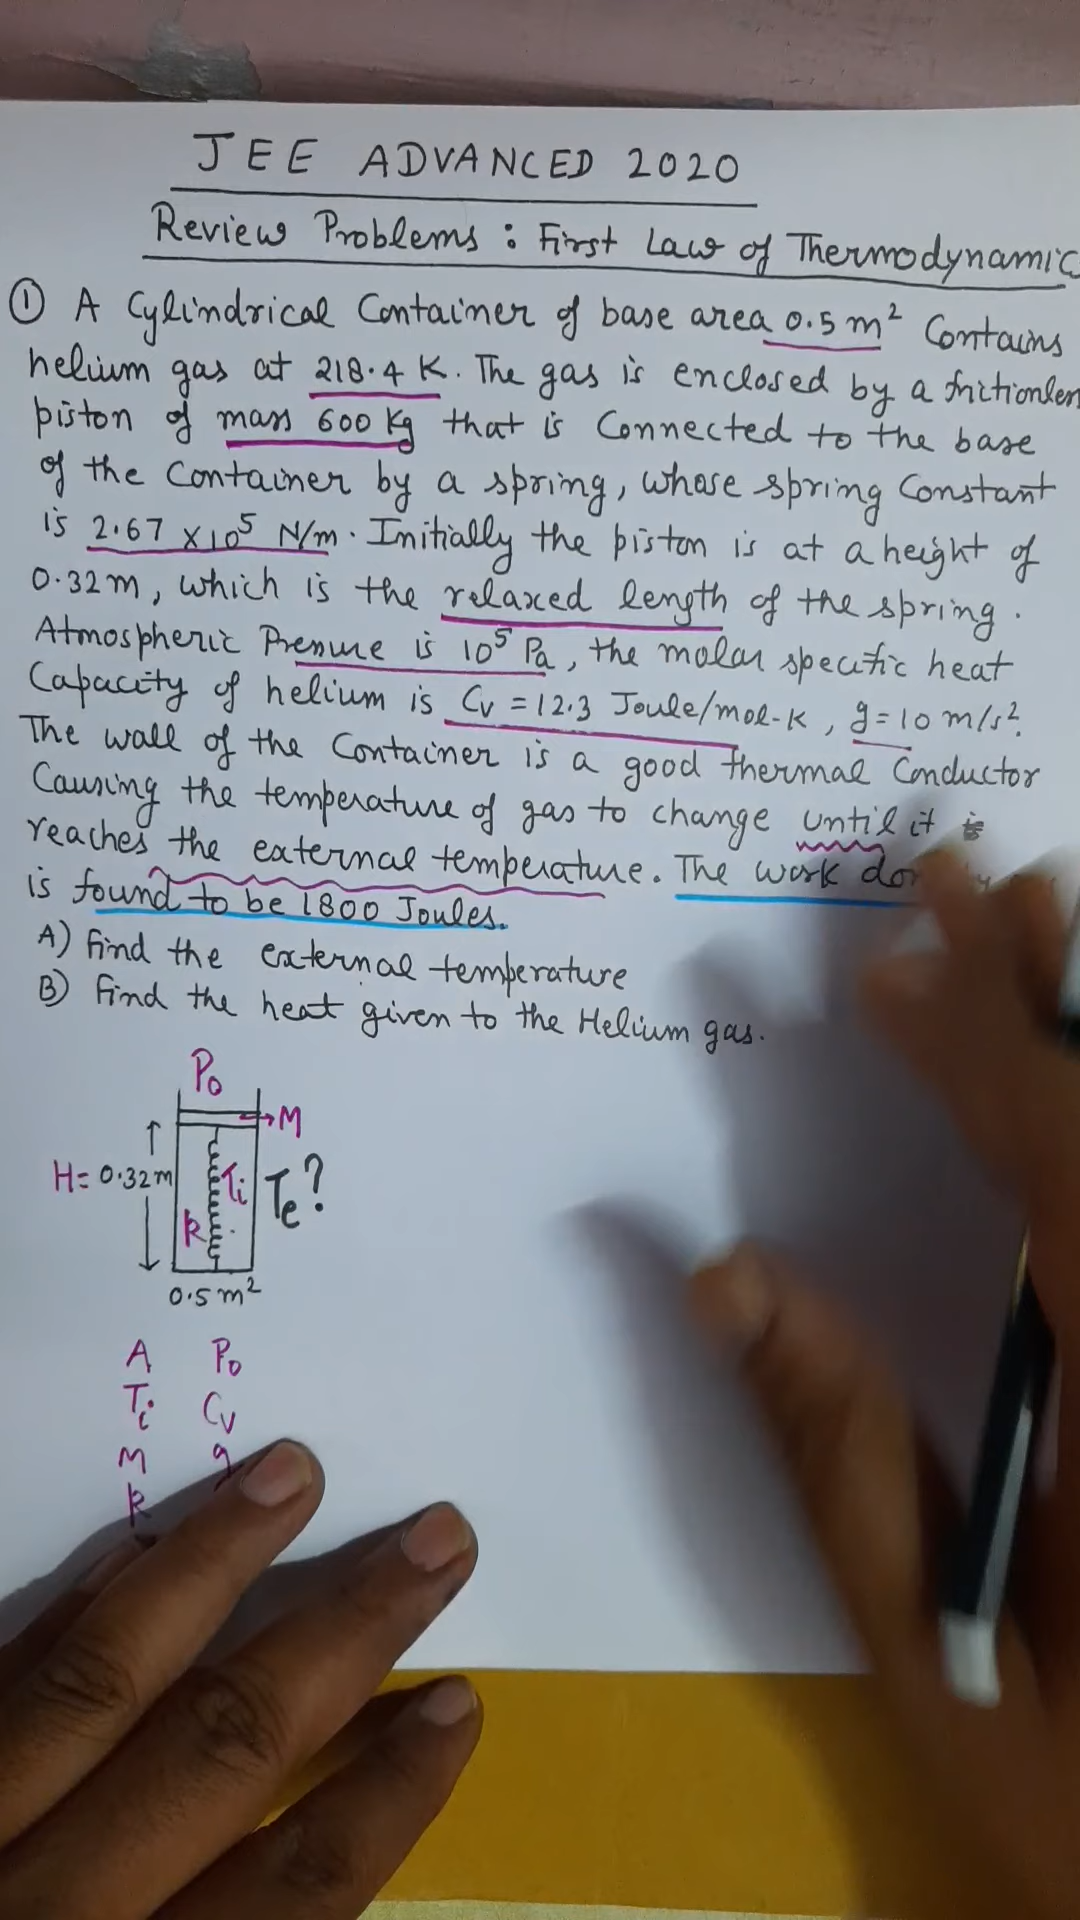 JEE ADVANCED 2020
Review Problems : First Law of Thermodynamic
① A Cylindrical Container of base area 0.5 m² Contains
helium gas at 218.4 K. The gas is enclosed by a frictionles
piston of mass 600 Kg that is Connected to the base
of the Container by a spring, whose spring Constant
is 2.67 ×10⁵ N/m. Initially the piston is at a height of
0.32m, which is the relaxed length of the spring.
Atmospheric Pressure is 10⁵ Pa, the molar specific heat
Capacity of helium is Cv = 12.3 Joule/mol-K, g = 10 m/s².
The wall of the Container is a good thermal Conductor
Causing the temperature of gas to change until it is
reaches the external temperature. The work
is found to be 1800 Joules.
A) Find the external temperature
B) Find the heat given to the Helium gas.
P₀
→M
H= 0.32m
Ti
Te?
k
0.5 m²
A P₀
Ti Cv
M g
k